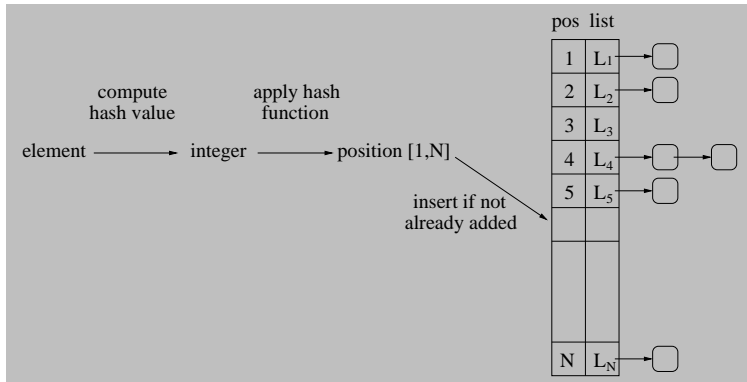 pos list
1 L1
compute
hash value
apply hash
function
2 L2
3 L3
element
integer
position [1,N]
4 L4
5 L5
insert if not
already added
N LN